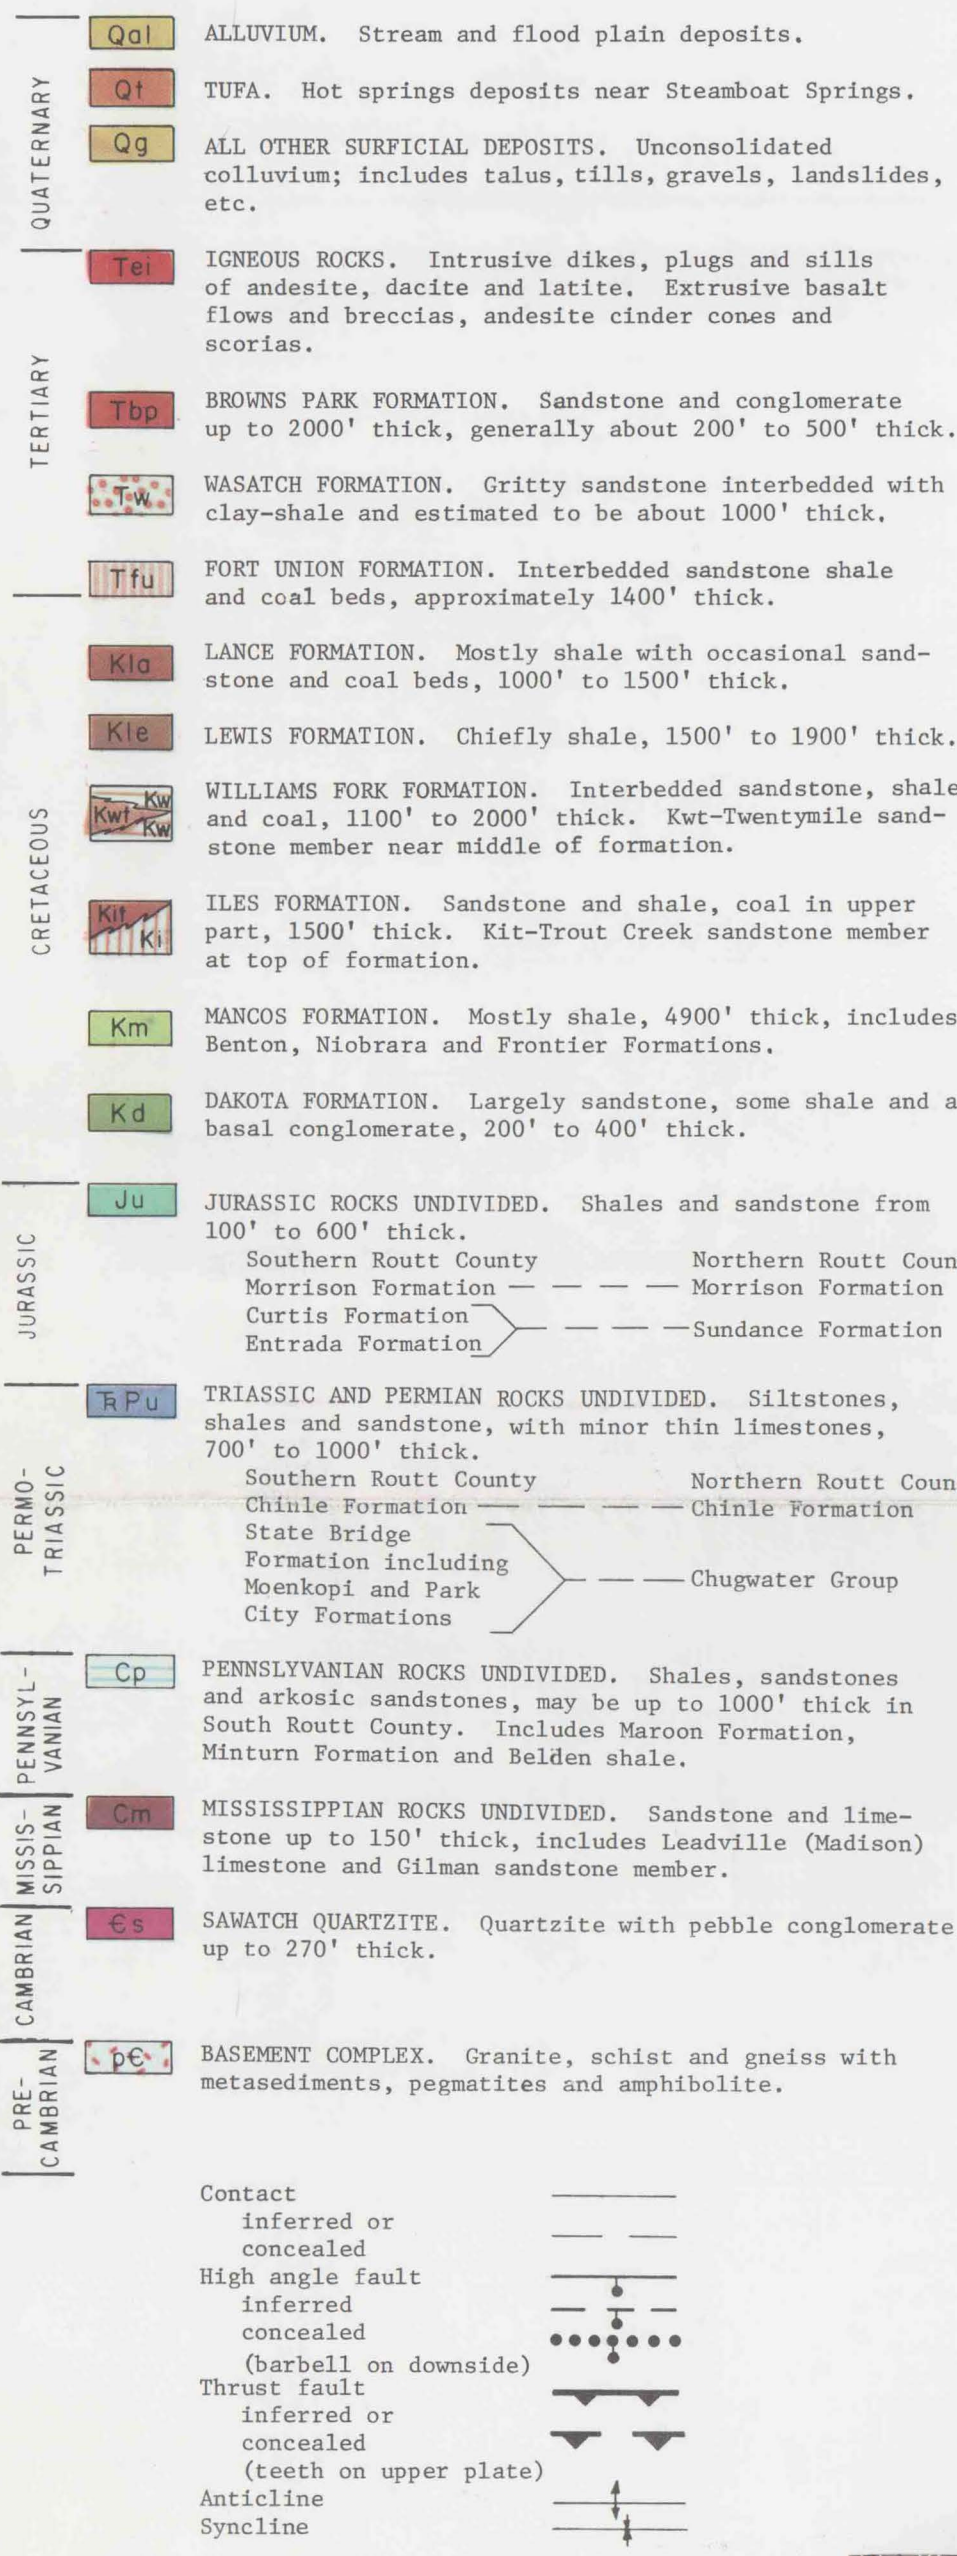 QUATERNARY
Qal ALLUVIUM. Stream and flood plain deposits.
Qt TUFA. Hot springs deposits near Steamboat Springs.
Qg ALL OTHER SURFICIAL DEPOSITS. Unconsolidated
colluvium; includes talus, tills, gravels, landslides,
etc.
TERTIARY
Tei IGNEOUS ROCKS. Intrusive dikes, plugs and sills
of andesite, dacite and latite. Extrusive basalt
flows and breccias, andesite cinder cones and
scorias.
Tbp BROWNS PARK FORMATION. Sandstone and conglomerate
up to 2000' thick, generally about 200' to 500' thick.
Tw WASATCH FORMATION. Gritty sandstone interbedded with
clay-shale and estimated to be about 1000' thick.
Tfu FORT UNION FORMATION. Interbedded sandstone shale
and coal beds, approximately 1400' thick.
CRETACEOUS
Kla LANCE FORMATION. Mostly shale with occasional sand-
stone and coal beds, 1000' to 1500' thick.
Kle LEWIS FORMATION. Chiefly shale, 1500' to 1900' thick.
Kw Kwt Kw WILLIAMS FORK FORMATION. Interbedded sandstone, shale
and coal, 1100' to 2000' thick. Kwt-Twentymile sand-
stone member near middle of formation.
Kit Ki ILES FORMATION. Sandstone and shale, coal in upper
part, 1500' thick. Kit-Trout Creek sandstone member
at top of formation.
Km MANCOS FORMATION. Mostly shale, 4900' thick, includes
Benton, Niobrara and Frontier Formations.
Kd DAKOTA FORMATION. Largely sandstone, some shale and a
basal conglomerate, 200' to 400' thick.
JURASSIC
Ju JURASSIC ROCKS UNDIVIDED. Shales and sandstone from
100' to 600' thick.
Southern Routt County Northern Routt Coun
Morrison Formation — — — — Morrison Formation
Curtis Formation
Entrada Formation — — — — Sundance Formation
PERMO-
TRIASSIC
TRPu TRIASSIC AND PERMIAN ROCKS UNDIVIDED. Siltstones,
shales and sandstone, with minor thin limestones,
700' to 1000' thick.
Southern Routt County Northern Routt Coun
Chinle Formation — — — — Chinle Formation
State Bridge
Formation including
Moenkopi and Park — — — Chugwater Group
City Formations
PENNSYL-
VANIAN
Cp PENNSLYVANIAN ROCKS UNDIVIDED. Shales, sandstones
and arkosic sandstones, may be up to 1000' thick in
South Routt County. Includes Maroon Formation,
Minturn Formation and Belden shale.
MISSIS-
SIPPIAN
Cm MISSISSIPPIAN ROCKS UNDIVIDED. Sandstone and lime-
stone up to 150' thick, includes Leadville (Madison)
limestone and Gilman sandstone member.
CAMBRIAN
Єs SAWATCH QUARTZITE. Quartzite with pebble conglomerate
up to 270' thick.
PRE-
CAMBRIAN
pЄ BASEMENT COMPLEX. Granite, schist and gneiss with
metasediments, pegmatites and amphibolite.
Contact
inferred or
concealed
High angle fault
inferred
concealed
(barbell on downside)
Thrust fault
inferred or
concealed
(teeth on upper plate)
Anticline
Syncline